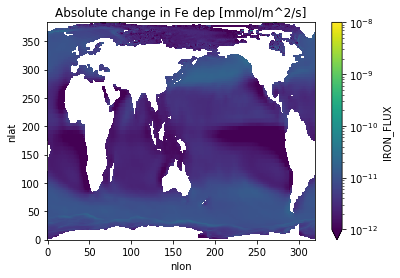 Absolute change in Fe dep [mmol/m^2/s]
350
300
250
200
150
100
50
0
nlat
0 50 100 150 200 250 300
nlon
10^-8
10^-9
10^-10
10^-11
10^-12
IRON_FLUX